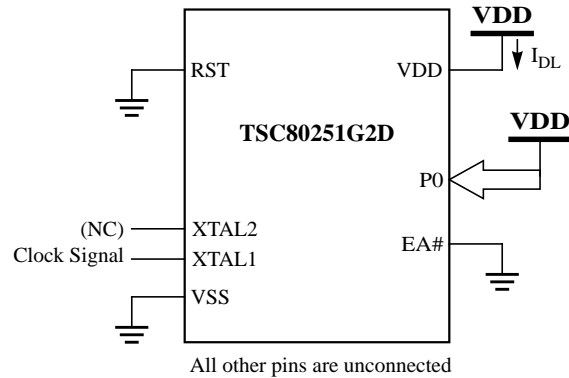 VDD
I_DL
RST
VDD
TSC80251G2D
VDD
P0
(NC)
XTAL2
EA#
Clock Signal
XTAL1
VSS
All other pins are unconnected